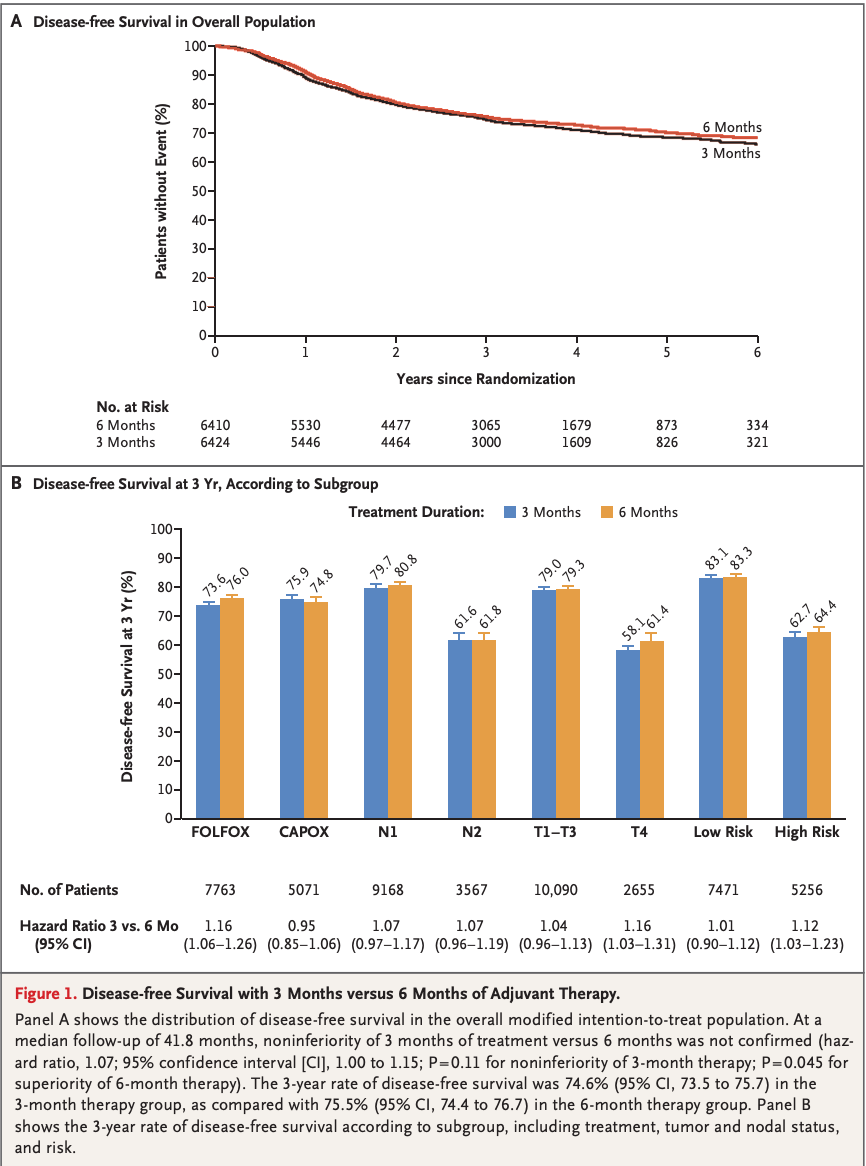 A Disease-free Survival in Overall Population
100
90
80
70
60
50
40
30
20
10
0
Patients without Event (%)
6 Months
3 Months
0 1 2 3 4 5 6
Years since Randomization
No. at Risk
6 Months 6410 5530 4477 3065 1679 873 334
3 Months 6424 5446 4464 3000 1609 826 321
B Disease-free Survival at 3 Yr, According to Subgroup
Treatment Duration: 3 Months 6 Months
100
90
80
70
60
50
40
30
20
10
0
Disease-free Survival at 3 Yr (%)
73.6 76.0 75.9 74.8 79.7 80.8 61.6 61.8 79.0 79.3 58.1 61.4 83.1 83.3 62.7 64.4
FOLFOX CAPOX N1 N2 T1–T3 T4 Low Risk High Risk
No. of Patients 7763 5071 9168 3567 10,090 2655 7471 5256
Hazard Ratio 3 vs. 6 Mo 1.16 0.95 1.07 1.07 1.04 1.16 1.01 1.12
(95% CI) (1.06–1.26) (0.85–1.06) (0.97–1.17) (0.96–1.19) (0.96–1.13) (1.03–1.31) (0.90–1.12) (1.03–1.23)
Figure 1. Disease-free Survival with 3 Months versus 6 Months of Adjuvant Therapy.
Panel A shows the distribution of disease-free survival in the overall modified intention-to-treat population. At a
median follow-up of 41.8 months, noninferiority of 3 months of treatment versus 6 months was not confirmed (haz-
ard ratio, 1.07; 95% confidence interval [CI], 1.00 to 1.15; P=0.11 for noninferiority of 3-month therapy; P=0.045 for
superiority of 6-month therapy). The 3-year rate of disease-free survival was 74.6% (95% CI, 73.5 to 75.7) in the
3-month therapy group, as compared with 75.5% (95% CI, 74.4 to 76.7) in the 6-month therapy group. Panel B
shows the 3-year rate of disease-free survival according to subgroup, including treatment, tumor and nodal status,
and risk.